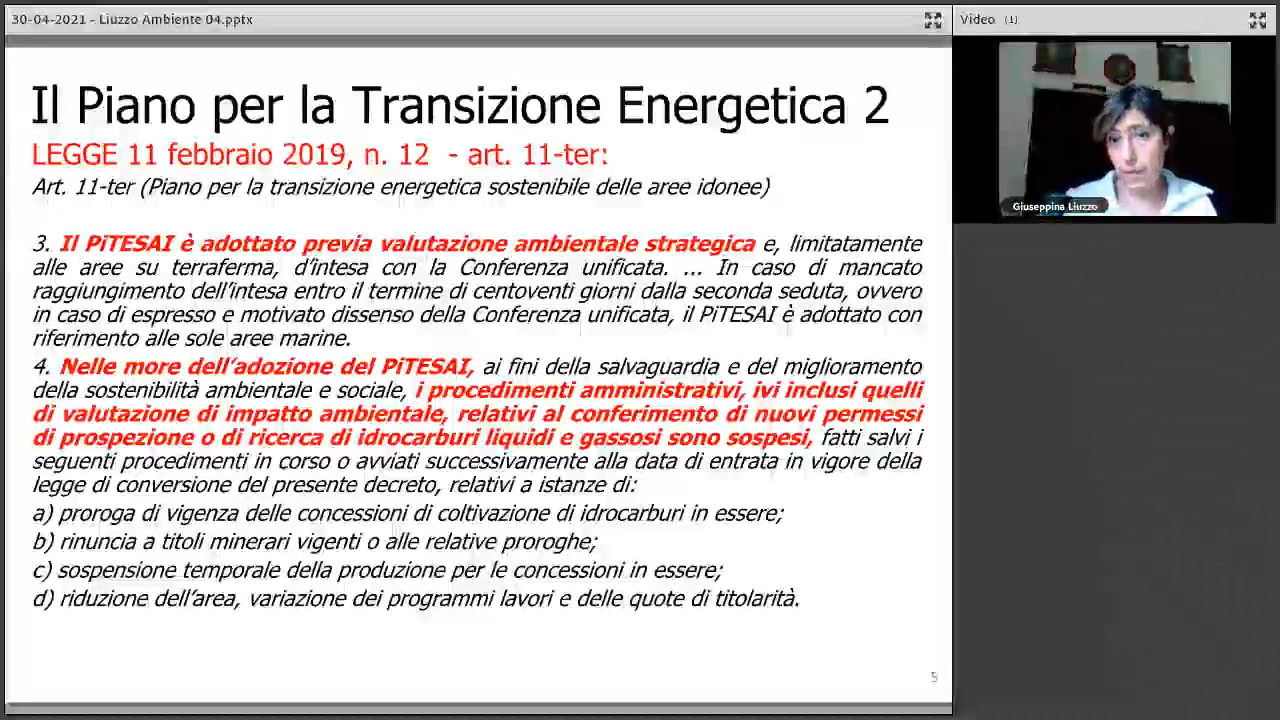 30-04-2021 - Liuzzo Ambiente 04.pptx
Video (1)
Il Piano per la Transizione Energetica 2
LEGGE 11 febbraio 2019, n. 12 - art. 11-ter:
Art. 11-ter (Piano per la transizione energetica sostenibile delle aree idonee)
3. Il PiTESAI è adottato previa valutazione ambientale strategica e, limitatamente
alle aree su terraferma, d'intesa con la Conferenza unificata. ... In caso di mancato
raggiungimento dell'intesa entro il termine di centoventi giorni dalla seconda seduta, ovvero
in caso di espresso e motivato dissenso della Conferenza unificata, il PiTESAI è adottato con
riferimento alle sole aree marine.
4. Nelle more dell'adozione del PiTESAI, ai fini della salvaguardia e del miglioramento
della sostenibilità ambientale e sociale, i procedimenti amministrativi, ivi inclusi quelli
di valutazione di impatto ambientale, relativi al conferimento di nuovi permessi
di prospezione o di ricerca di idrocarburi liquidi e gassosi sono sospesi, fatti salvi i
seguenti procedimenti in corso o avviati successivamente alla data di entrata in vigore della
legge di conversione del presente decreto, relativi a istanze di:
a) proroga di vigenza delle concessioni di coltivazione di idrocarburi in essere;
b) rinuncia a titoli minerari vigenti o alle relative proroghe;
c) sospensione temporale della produzione per le concessioni in essere;
d) riduzione dell'area, variazione dei programmi lavori e delle quote di titolarità.
5
Giuseppina Liuzzo